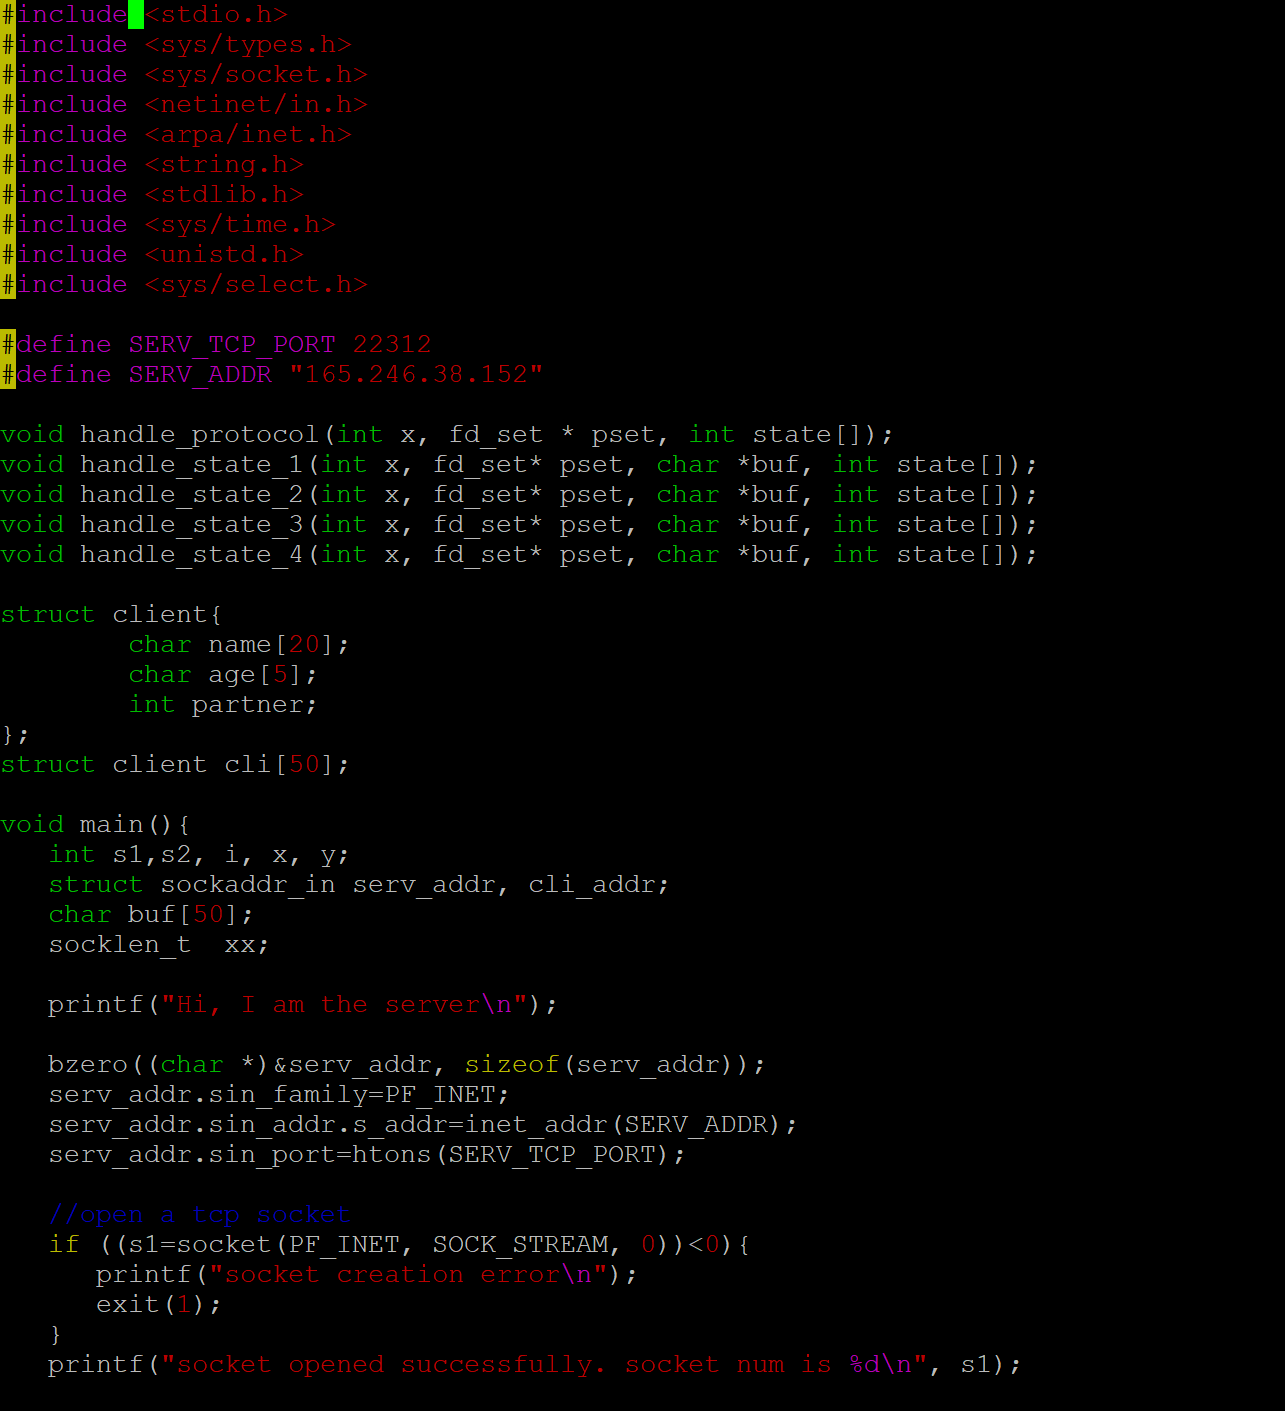 #include <stdio.h>
#include <sys/types.h>
#include <sys/socket.h>
#include <netinet/in.h>
#include <arpa/inet.h>
#include <string.h>
#include <stdlib.h>
#include <sys/time.h>
#include <unistd.h>
#include <sys/select.h>

#define SERV_TCP_PORT 22312
#define SERV_ADDR "165.246.38.152"

void handle_protocol(int x, fd_set * pset, int state[]);
void handle_state_1(int x, fd_set* pset, char *buf, int state[]);
void handle_state_2(int x, fd_set* pset, char *buf, int state[]);
void handle_state_3(int x, fd_set* pset, char *buf, int state[]);
void handle_state_4(int x, fd_set* pset, char *buf, int state[]);

struct client{
        char name[20];
        char age[5];
        int partner;
};
struct client cli[50];

void main(){
   int s1,s2, i, x, y;
   struct sockaddr_in serv_addr, cli_addr;
   char buf[50];
   socklen_t  xx;

   printf("Hi, I am the server\n");

   bzero((char *)&serv_addr, sizeof(serv_addr));
   serv_addr.sin_family=PF_INET;
   serv_addr.sin_addr.s_addr=inet_addr(SERV_ADDR);
   serv_addr.sin_port=htons(SERV_TCP_PORT);

   //open a tcp socket
   if ((s1=socket(PF_INET, SOCK_STREAM, 0))<0){
      printf("socket creation error\n");
      exit(1);
   }
   printf("socket opened successfully. socket num is %d\n", s1);